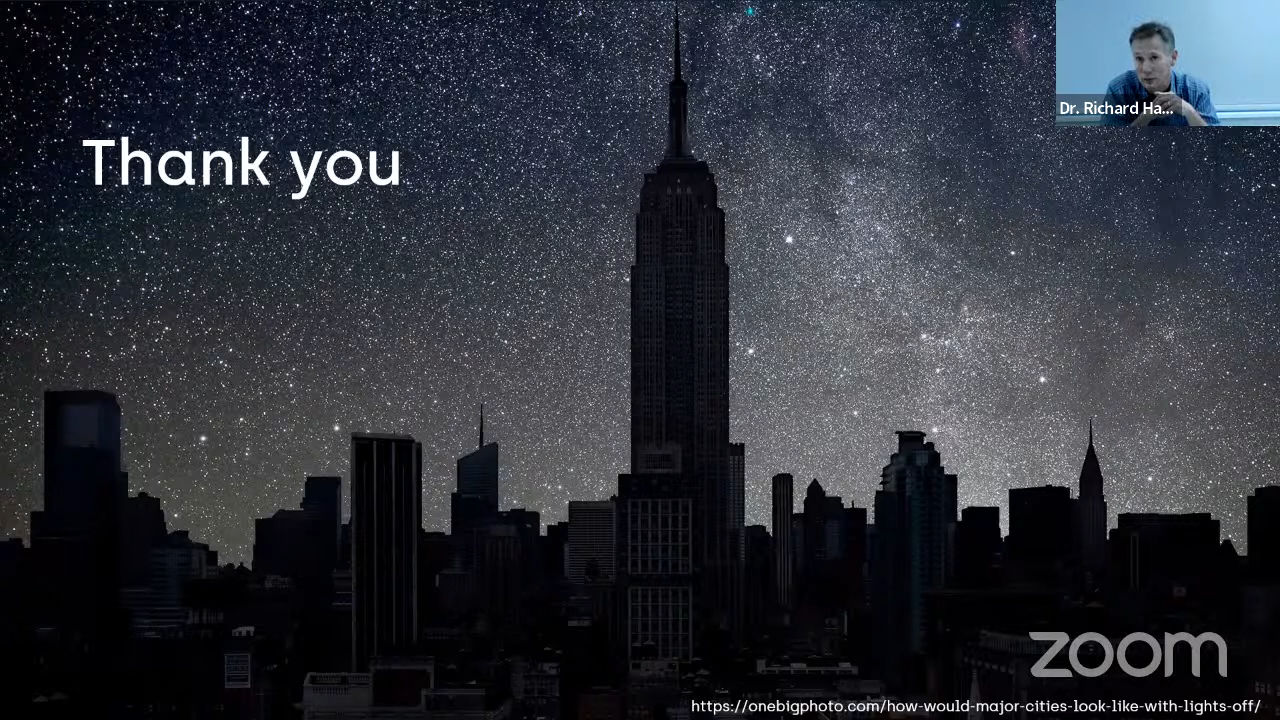 Dr. Richard Ha...
Thank you
zoom
https://onebigphoto.com/how-would-major-cities-look-like-with-lights-off/